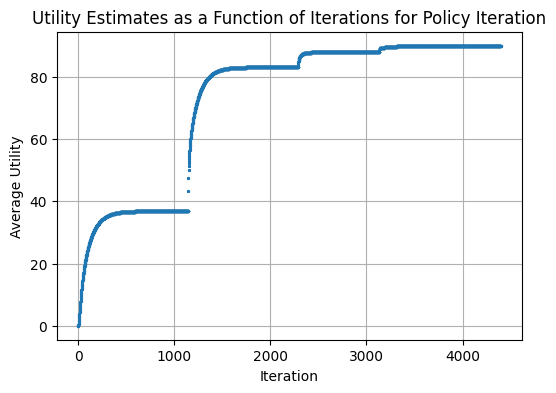 Utility Estimates as a Function of Iterations for Policy Iteration
80
60
Average Utility
40
20
0
0 1000 2000 3000 4000
Iteration